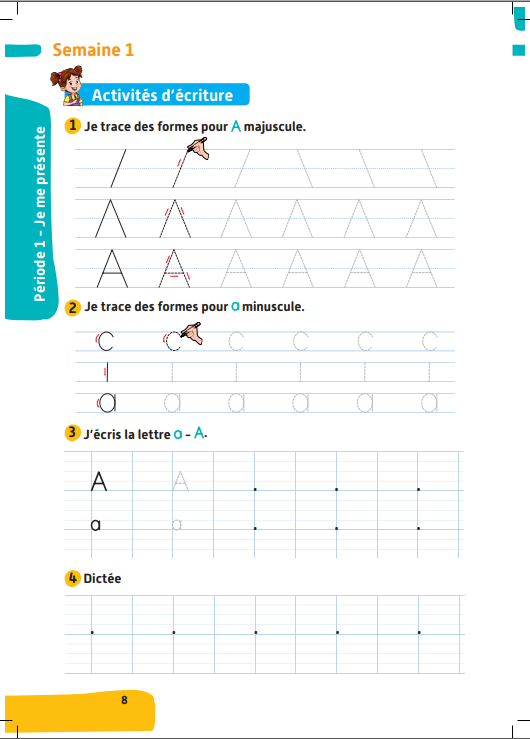 Semaine 1
Activités d'écriture
Période 1 - Je me présente
1 Je trace des formes pour A majuscule.
A A A A A A
2 Je trace des formes pour a minuscule.
c c c c c c
a a a a a a
3 J'écris la lettre a - A.
A A
a a
4 Dictée
8